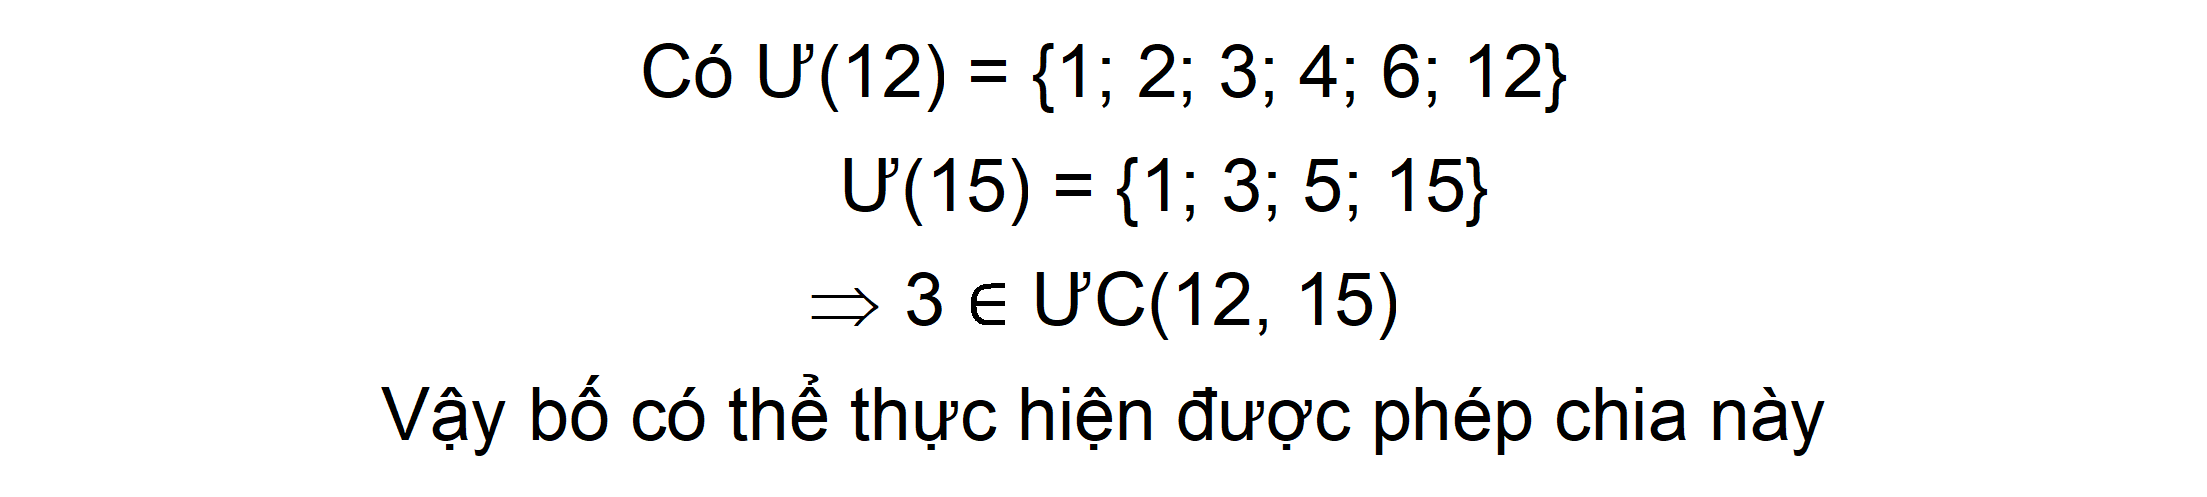 Có Ư(12) = {1; 2; 3; 4; 6; 12}
Ư(15) = {1; 3; 5; 15}
⇒ 3 ∈ ƯC(12, 15)
Vậy bố có thể thực hiện được phép chia này